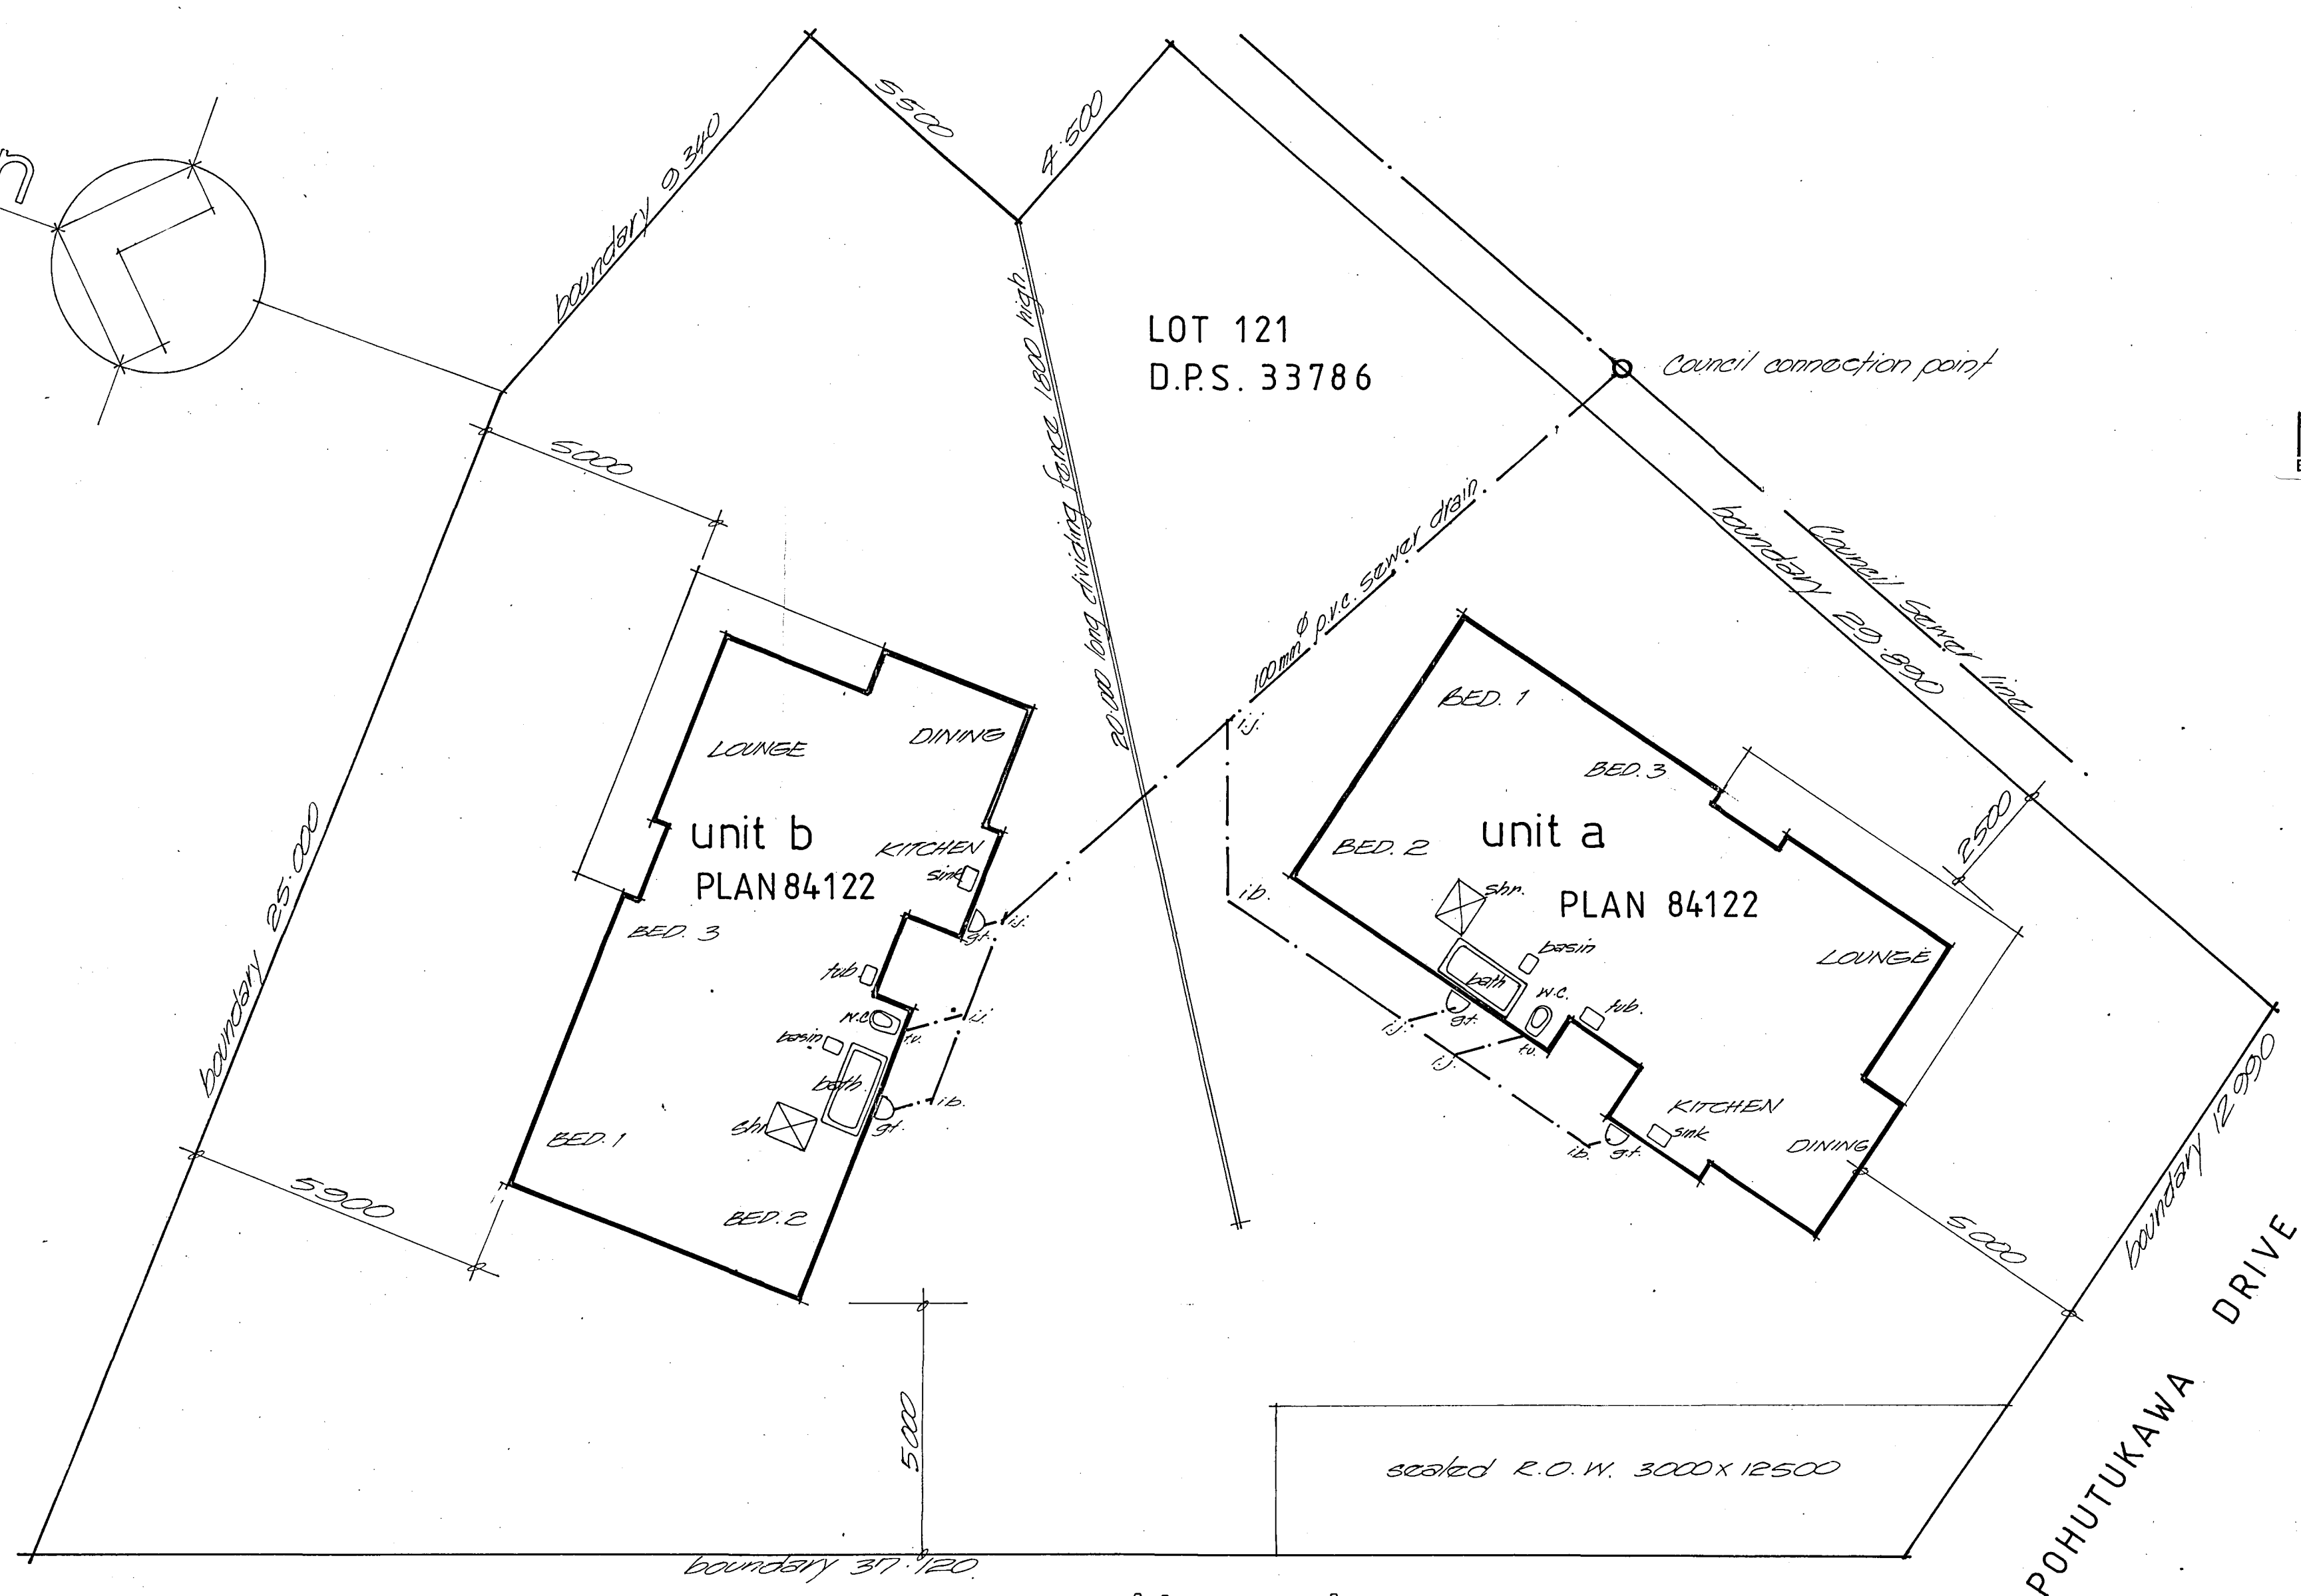 n
boundary 9·340
5500
4·500
LOT 121
D.P.S. 33786
Council connection point
5000
20·00 long dividing fence 1800 high.
100mm ø p.v.c. sewer drain.
boundary 29·890
Council Sewer line
boundary 25·000
LOUNGE
DINING
unit b
KITCHEN
sink
PLAN 84122
BED. 3
g.t.
i.j.
tub
w.c.
i.j.
t.v.
basin
bath.
i.b.
shr
g.t.
BED. 1
BED. 2
5900
i.j.
i.b.
BED. 1
BED. 3
BED. 2
unit a
shr.
PLAN 84122
basin
bath
w.c.
tub.
LOUNGE
i.j.
g.t.
i.j.
t.v.
KITCHEN
sink
DINING
i.b.
g.t.
2500
5000
boundary 12·990
5000
sealed R.O.W. 3000 x 12500
boundary 37·120
POHUTUKAWA DRIVE